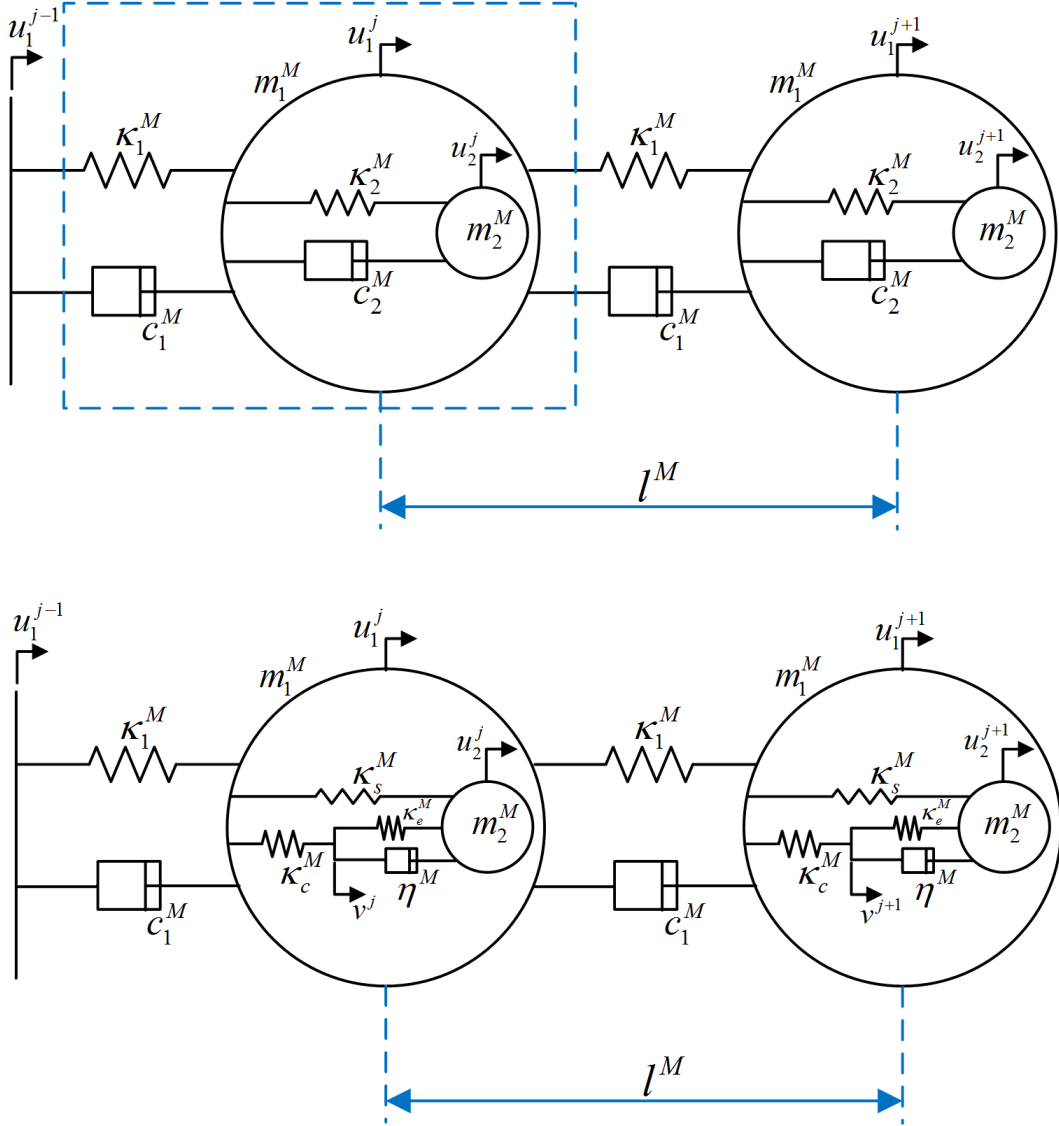 u_1^{j-1} u_1^j u_1^{j+1}
m_1^M m_1^M
κ_1^M κ_1^M
u_2^j u_2^{j+1}
κ_2^M κ_2^M
m_2^M m_2^M
c_2^M c_2^M
c_1^M c_1^M
l^M
u_1^{j-1} u_1^j u_1^{j+1}
m_1^M m_1^M
κ_1^M κ_1^M
u_2^j u_2^{j+1}
κ_s^M κ_s^M
κ_e^M κ_e^M
m_2^M m_2^M
κ_c^M η^M κ_c^M η^M
v^j v^{j+1}
c_1^M c_1^M
l^M